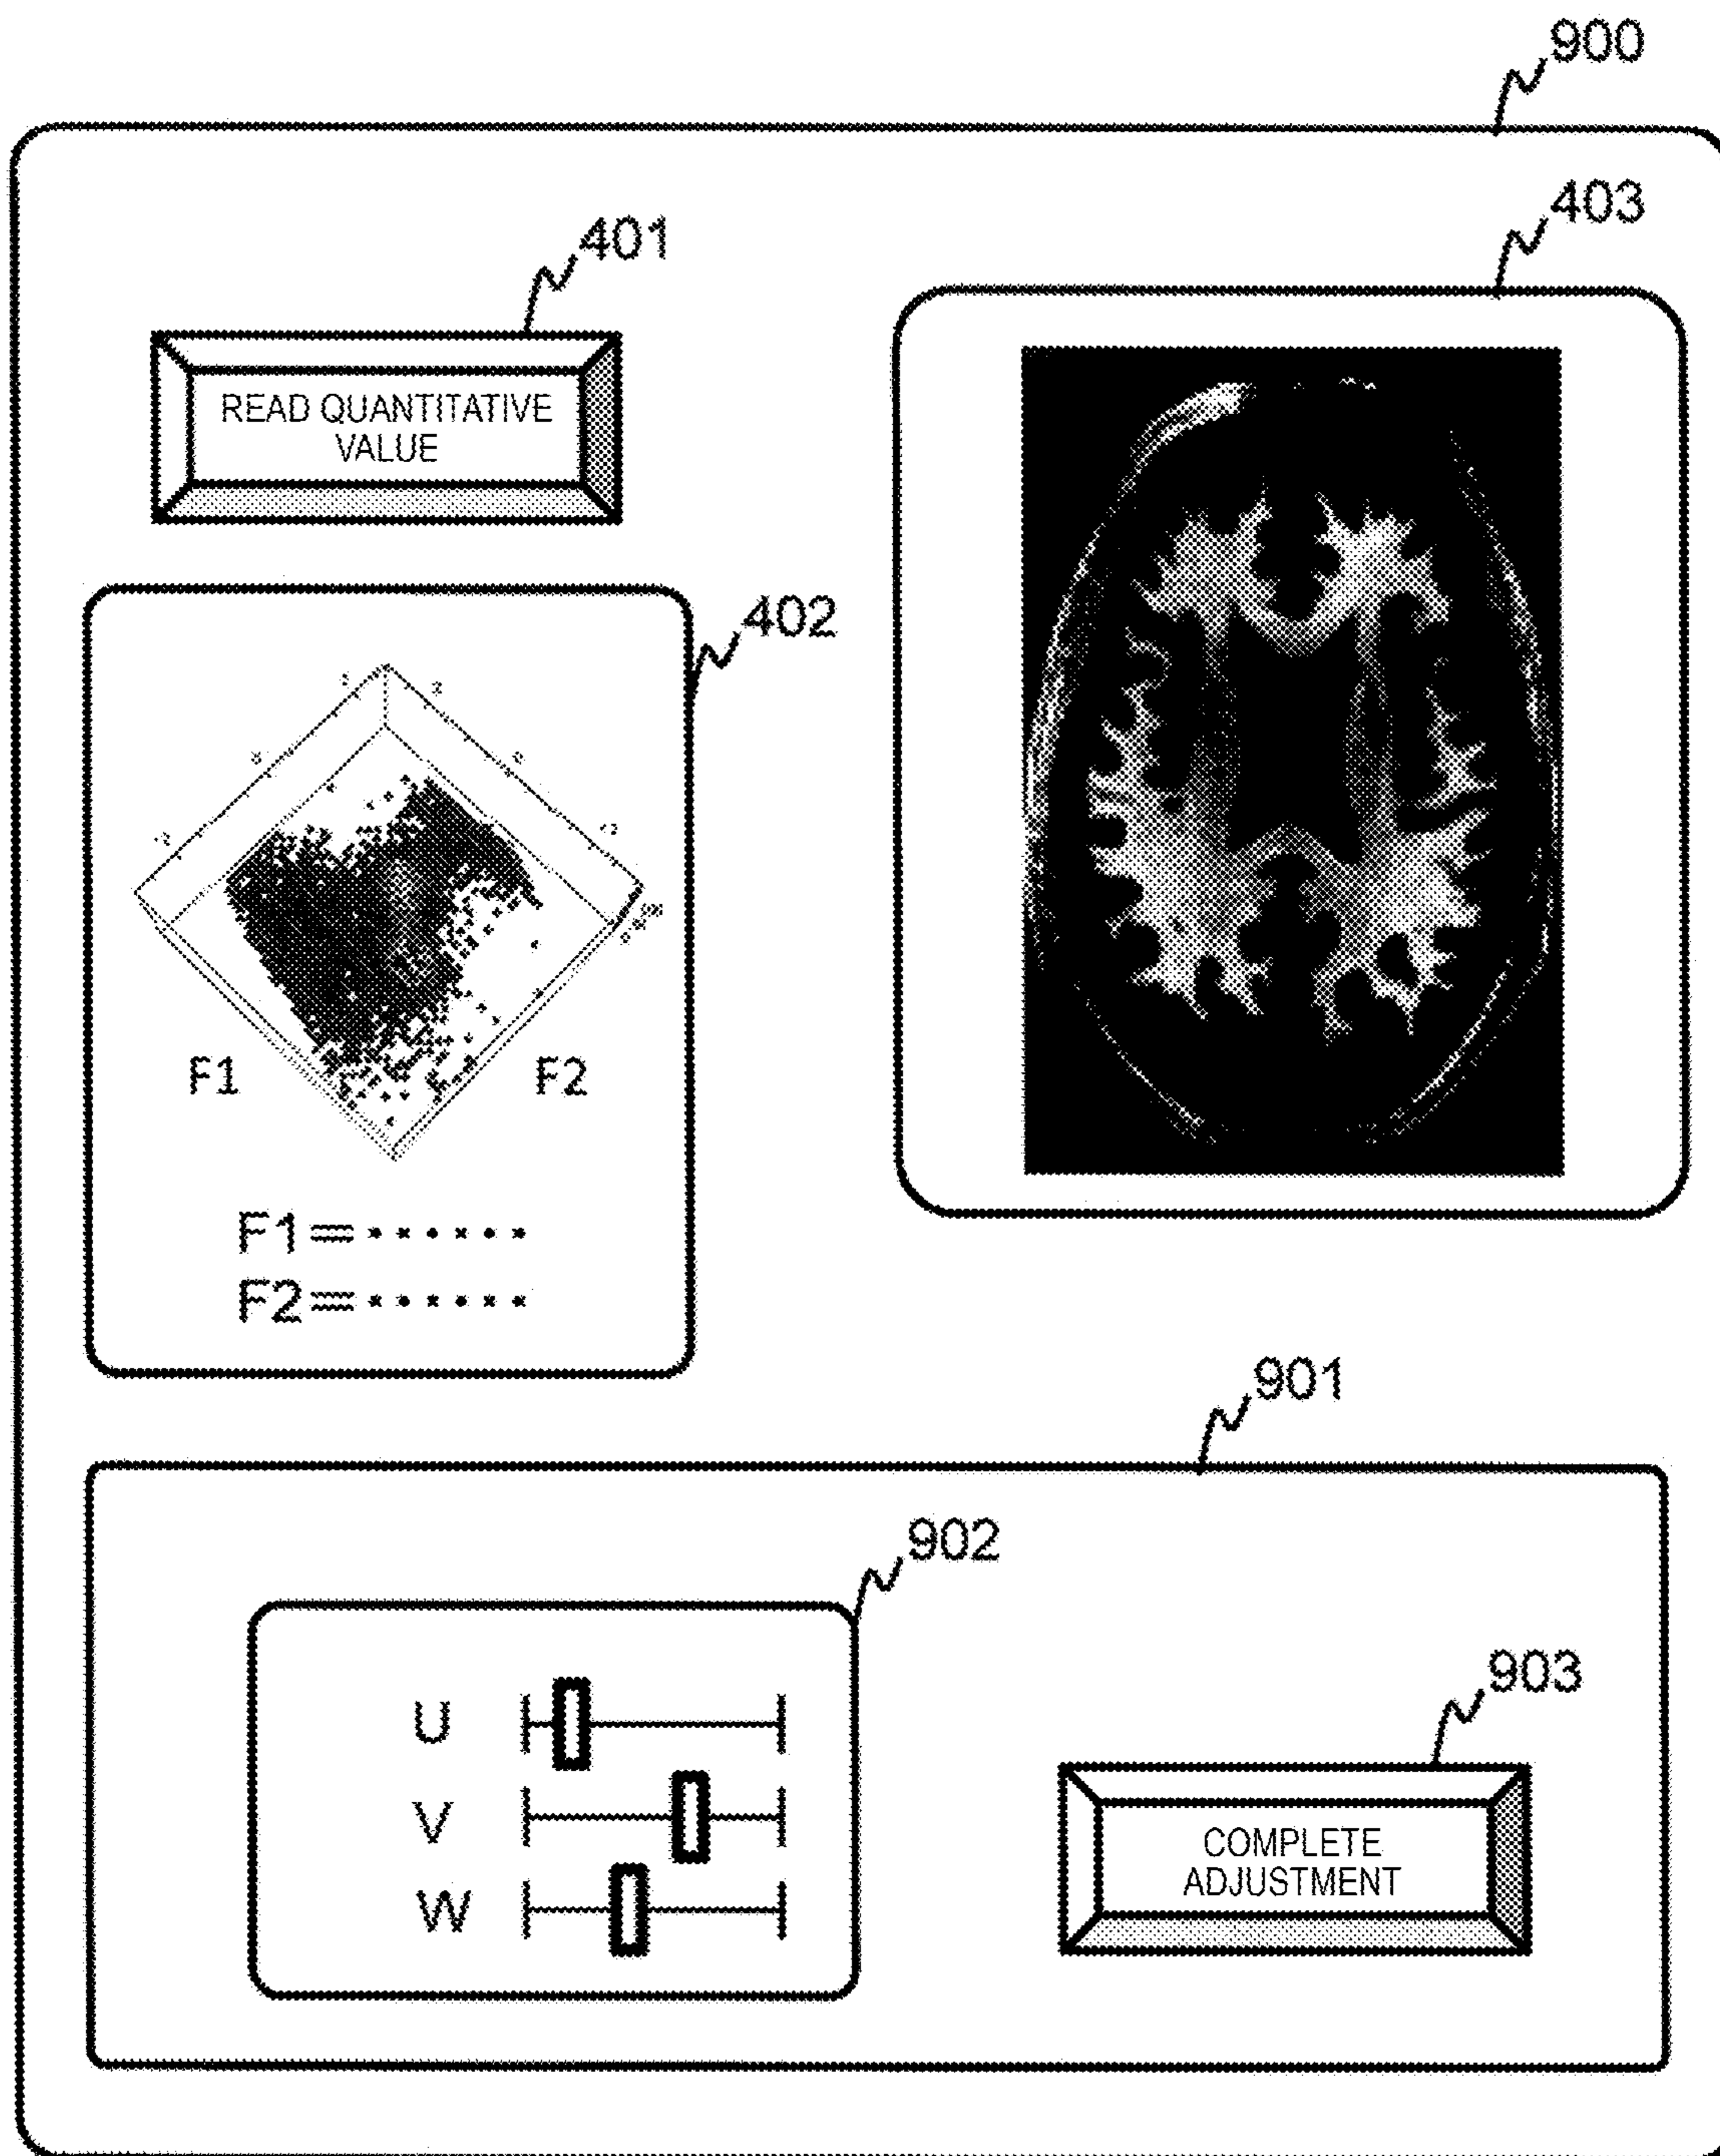 900
403
401
READ QUANTITATIVE
VALUE
402
F1
F2
F1=······
F2=······
901
902
903
U
V
W
COMPLETE
ADJUSTMENT